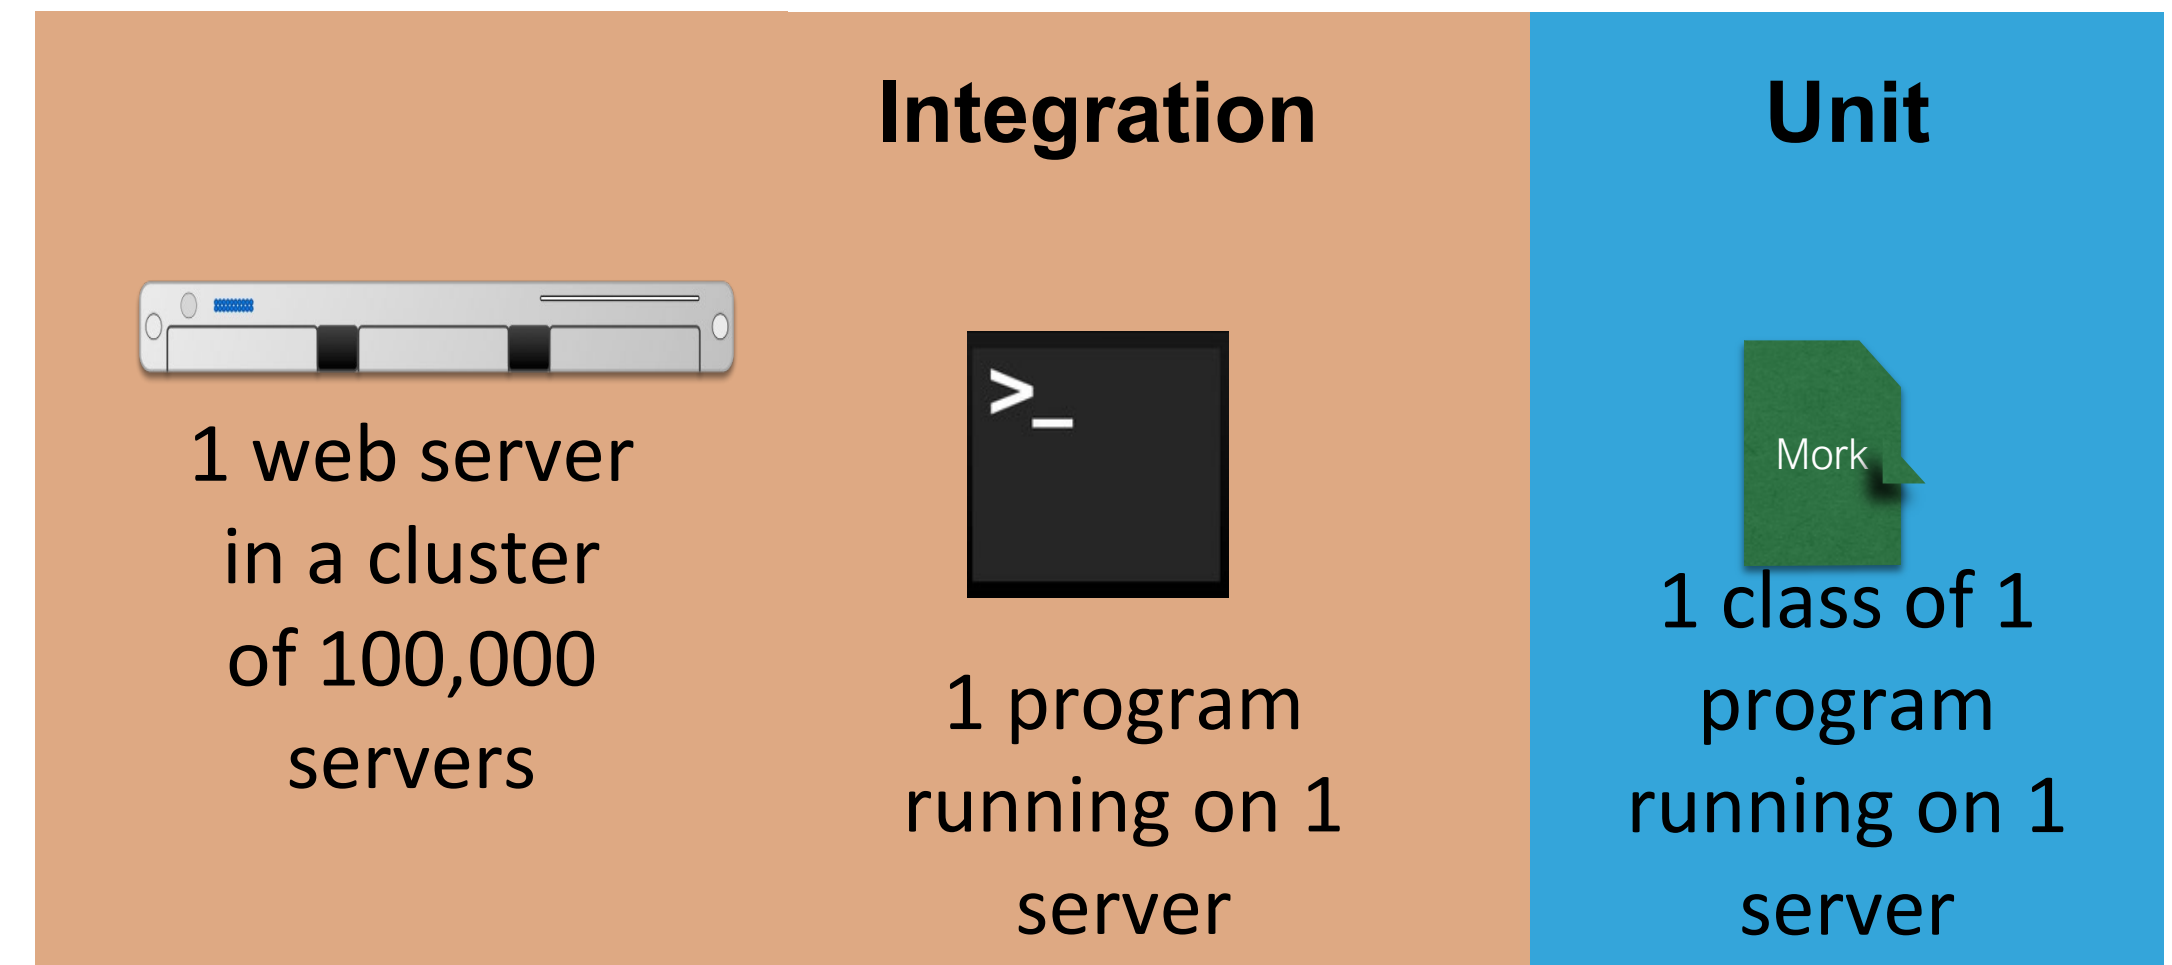 Integration
Unit
1 web server
in a cluster
of 100,000
servers
>_
1 program
running on 1
server
Mork
1 class of 1
program
running on 1
server